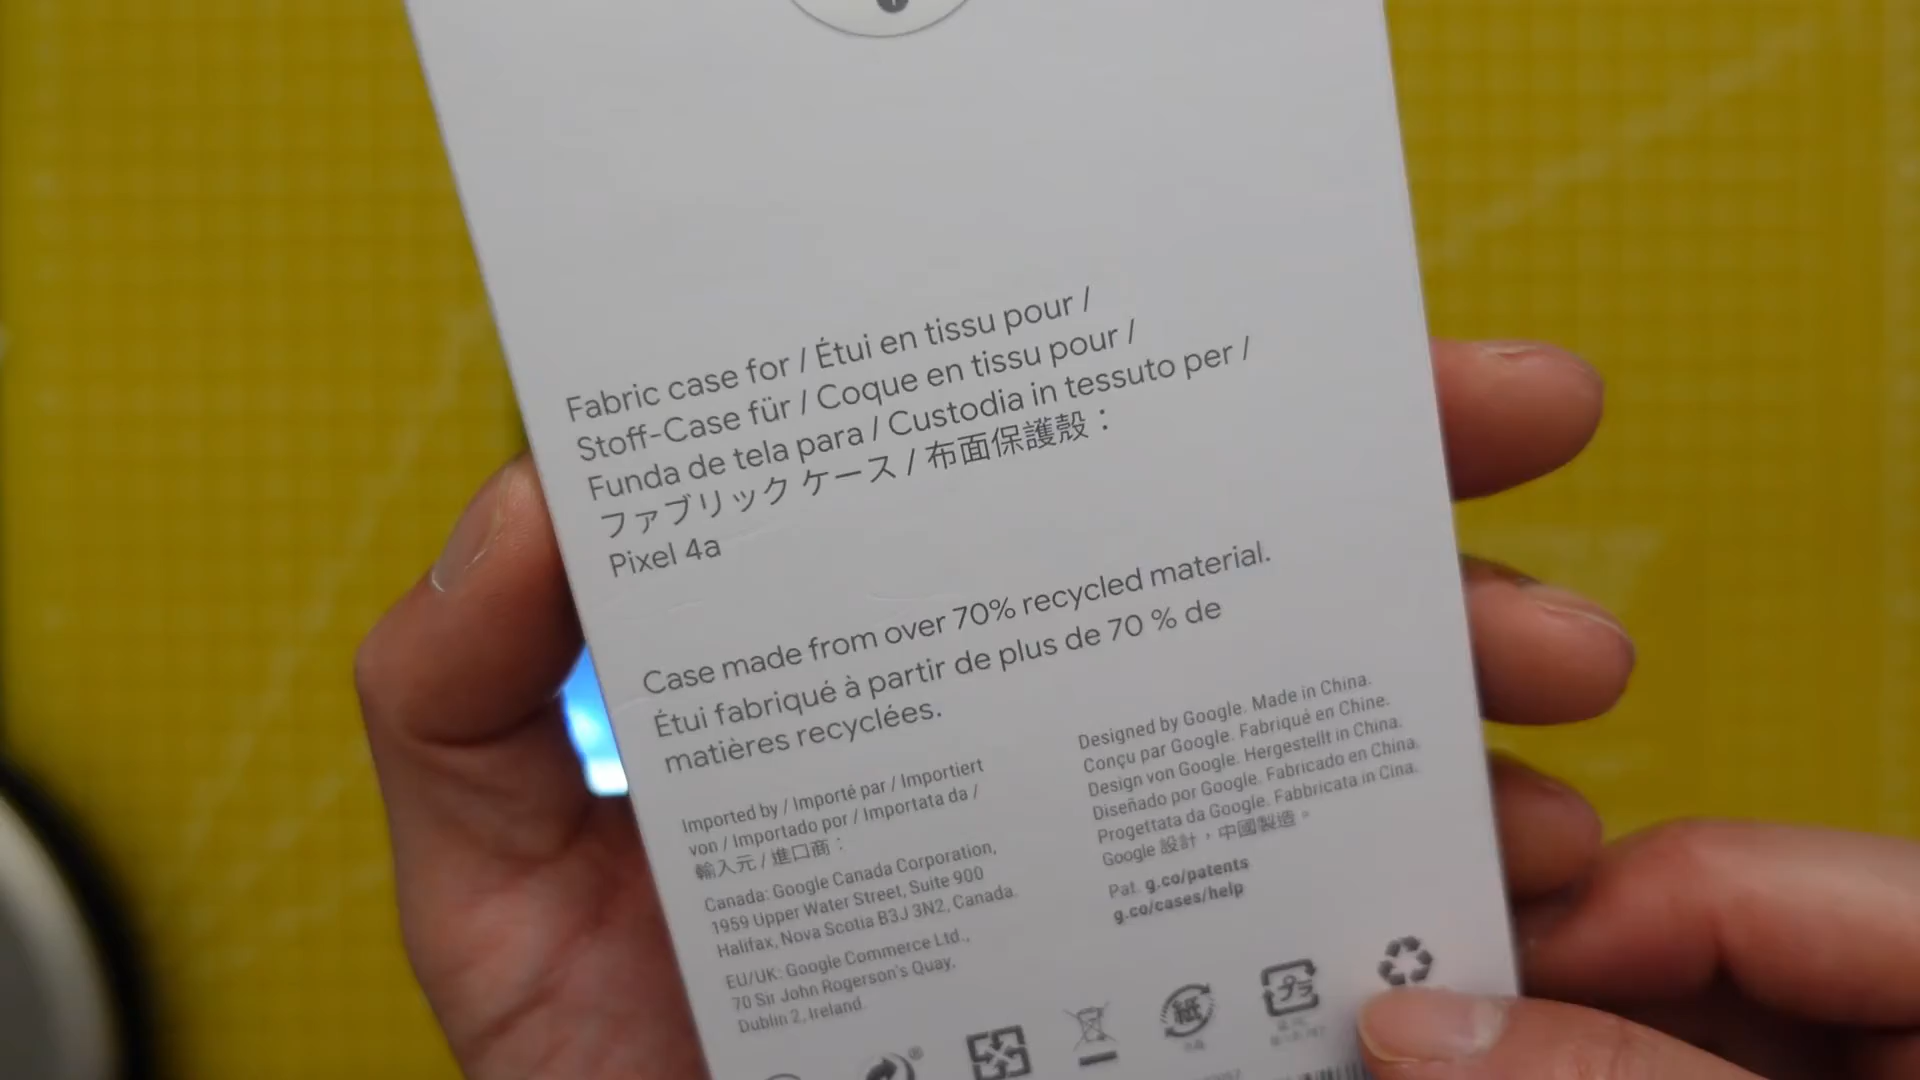 Fabric case for / Étui en tissu pour /
Stoff-Case für / Coque en tissu pour /
Funda de tela para / Custodia in tessuto per /
ファブリック ケース / 布面保護殼：
Pixel 4a
Case made from over 70% recycled material.
Étui fabriqué à partir de plus de 70 % de
matières recyclées.
Imported by / Importé par / Importiert
von / Importado por / Importata da /
輸入元 / 進口商：
Canada: Google Canada Corporation,
1959 Upper Water Street, Suite 900
Halifax, Nova Scotia B3J 3N2, Canada.
EU/UK: Google Commerce Ltd.,
70 Sir John Rogerson's Quay,
Dublin 2, Ireland.
Designed by Google. Made in China.
Conçu par Google. Fabriqué en Chine.
Design von Google. Hergestellt in China.
Diseñado por Google. Fabricado en China.
Progettata da Google. Fabbricata in Cina.
Google 設計，中國製造。
Pat. g.co/patents
g.co/cases/help
紙
プラ